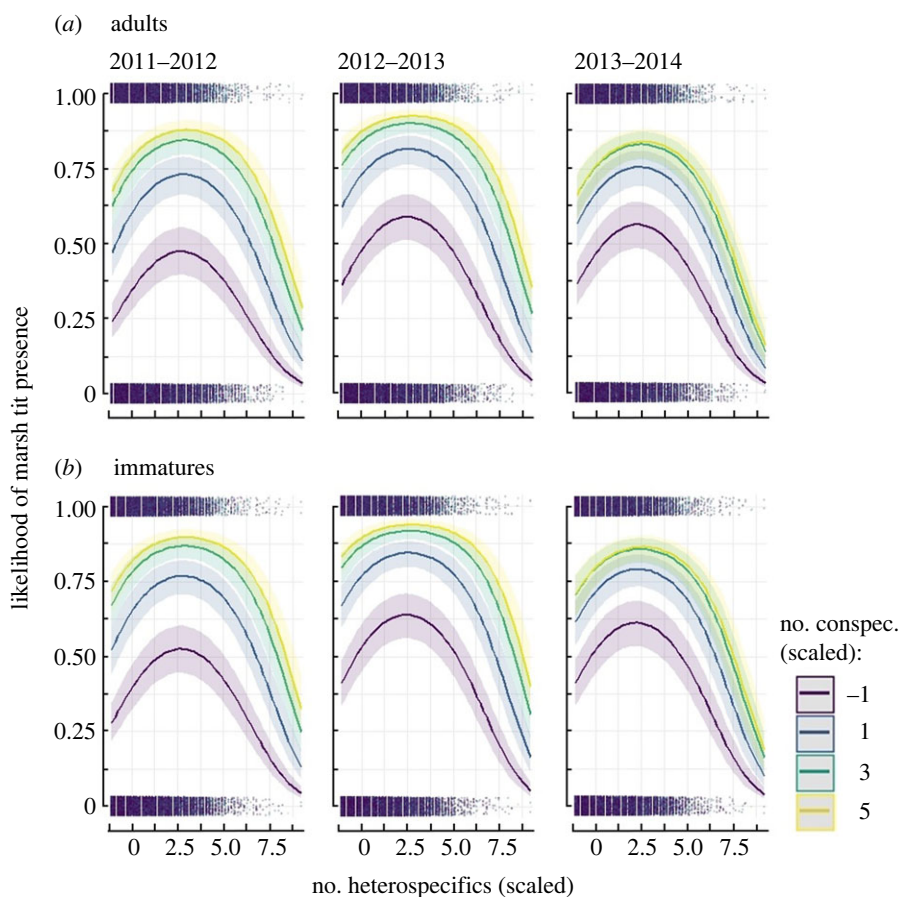 (a) adults
2011–2012 2012–2013 2013–2014
1.00
0.75
0.50
0.25
0
(b) immatures
1.00
0.75
0.50
0.25
0
0 2.5 5.0 7.5 0 2.5 5.0 7.5 0 2.5 5.0 7.5
no. heterospecifics (scaled)
likelihood of marsh tit presence
no. conspec.
(scaled):
–1
1
3
5